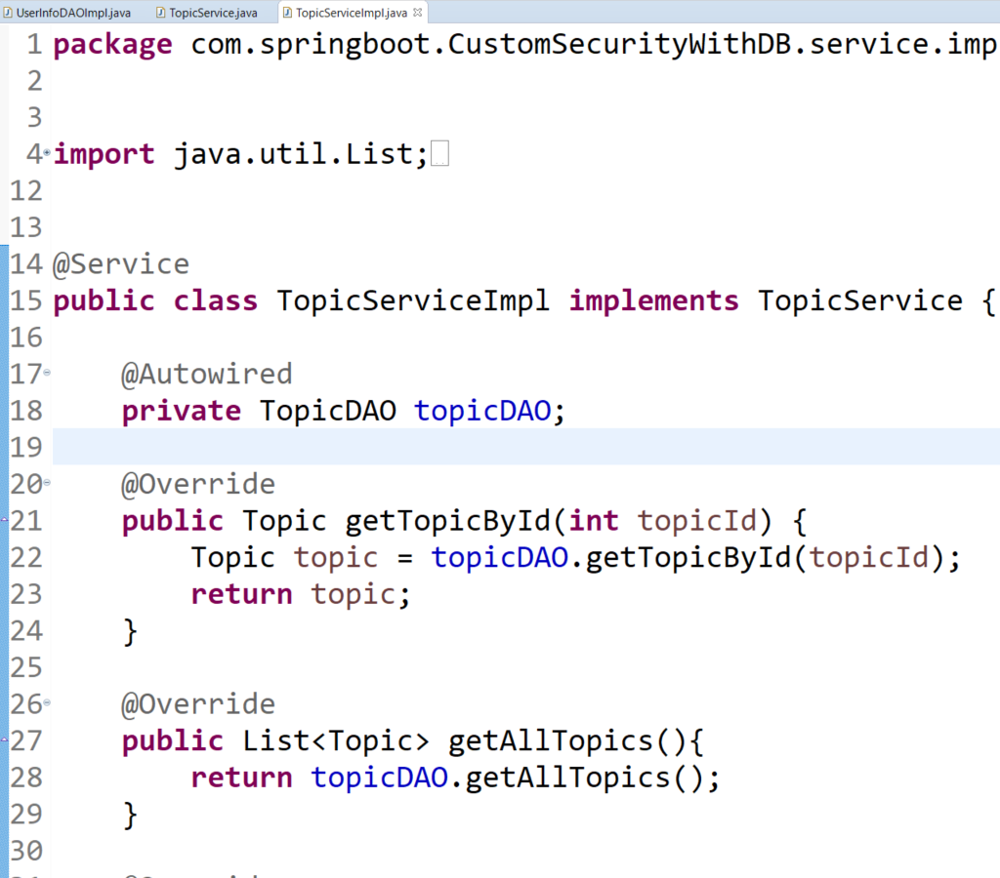 UserInfoDAOImpl.java TopicService.java TopicServiceImpl.java
1 package com.springboot.CustomSecurityWithDB.service.imp
2
3
4 import java.util.List;
12
13
14 @Service
15 public class TopicServiceImpl implements TopicService {
16
17 @Autowired
18 private TopicDAO topicDAO;
19
20 @Override
21 public Topic getTopicById(int topicId) {
22 Topic topic = topicDAO.getTopicById(topicId);
23 return topic;
24 }
25
26 @Override
27 public List<Topic> getAllTopics(){
28 return topicDAO.getAllTopics();
29 }
30